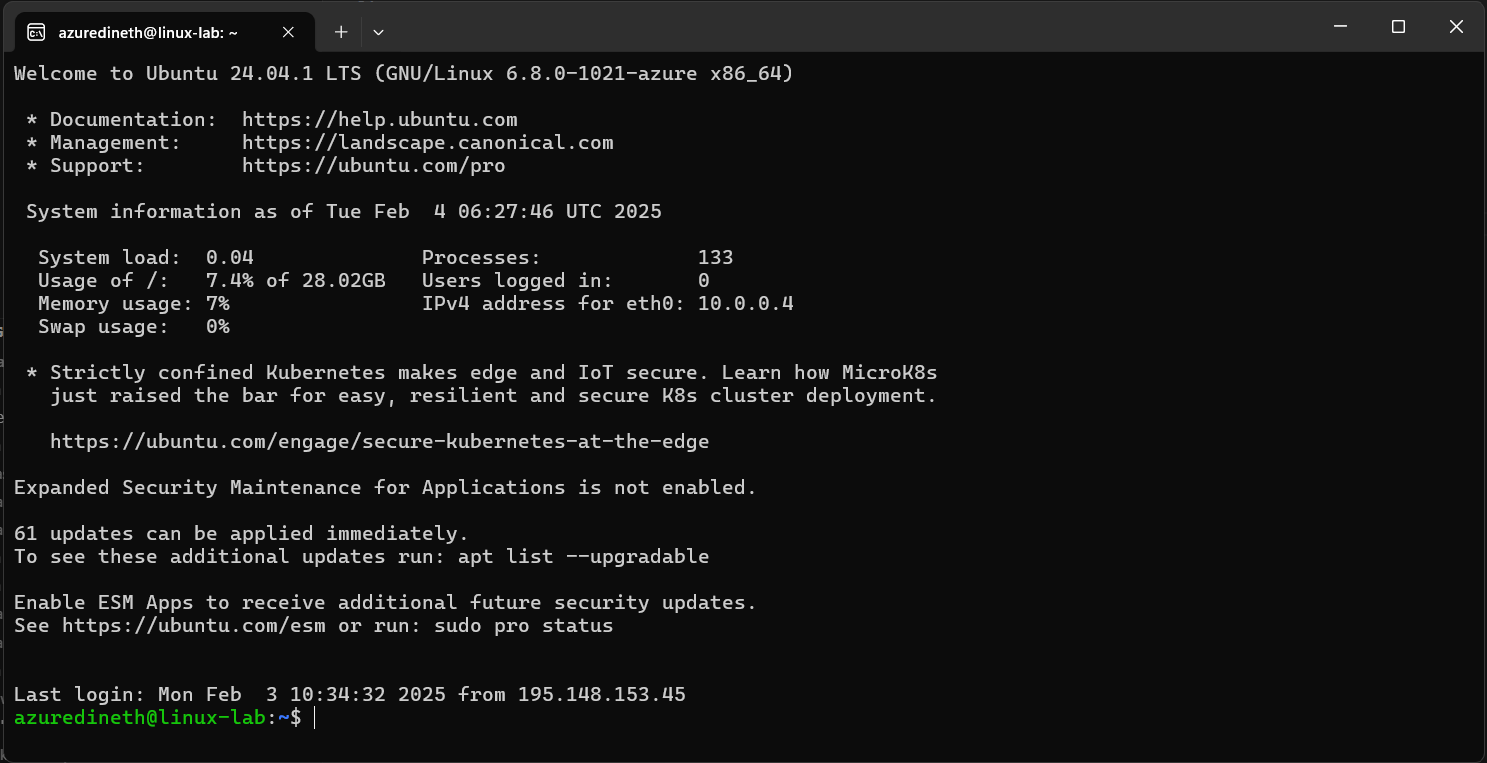 azuredineth@linux-lab: ~
Welcome to Ubuntu 24.04.1 LTS (GNU/Linux 6.8.0-1021-azure x86_64)
* Documentation:  https://help.ubuntu.com
* Management:     https://landscape.canonical.com
* Support:        https://ubuntu.com/pro
System information as of Tue Feb  4 06:27:46 UTC 2025
System load:  0.04              Processes:             133
Usage of /:   7.4% of 28.02GB   Users logged in:       0
Memory usage: 7%                IPv4 address for eth0: 10.0.0.4
Swap usage:   0%
* Strictly confined Kubernetes makes edge and IoT secure. Learn how MicroK8s
just raised the bar for easy, resilient and secure K8s cluster deployment.
https://ubuntu.com/engage/secure-kubernetes-at-the-edge
Expanded Security Maintenance for Applications is not enabled.
61 updates can be applied immediately.
To see these additional updates run: apt list --upgradable
Enable ESM Apps to receive additional future security updates.
See https://ubuntu.com/esm or run: sudo pro status
Last login: Mon Feb  3 10:34:32 2025 from 195.148.153.45
azuredineth@linux-lab:~$